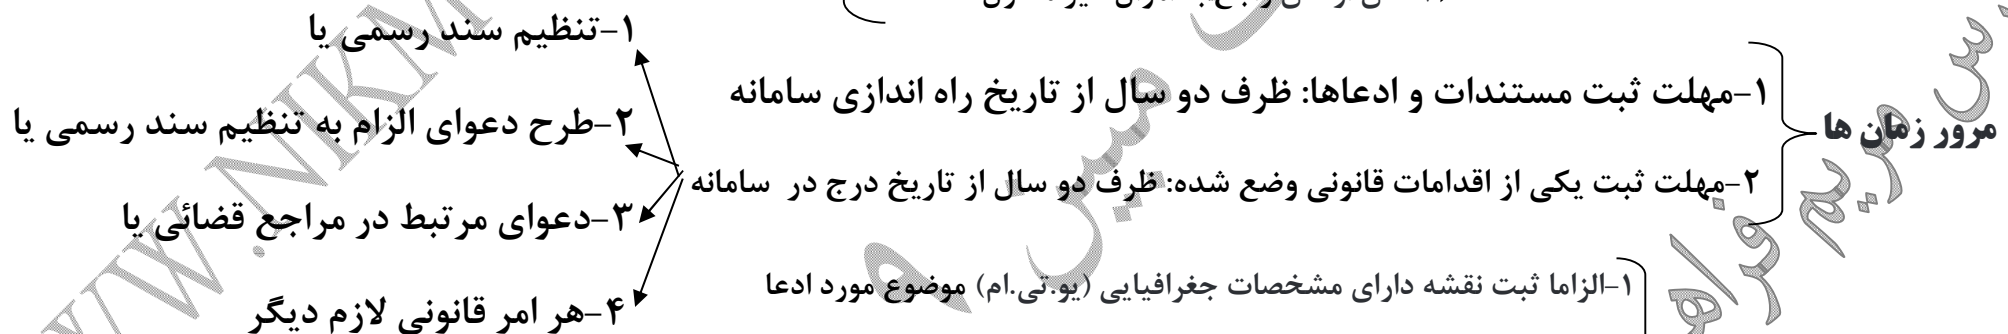 مرور زمان ها
۱-مهلت ثبت مستندات و ادعاها: ظرف دو سال از تاریخ راه اندازی سامانه
۲-مهلت ثبت یکی از اقدامات قانونی وضع شده: ظرف دو سال از تاریخ درج در سامانه
۱-تنظیم سند رسمی یا
۲-طرح دعوای الزام به تنظیم سند رسمی یا
۳-دعوای مرتبط در مراجع قضائی یا
۴-هر امر قانونی لازم دیگر
۱-الزاما ثبت نقشه دارای مشخصات جغرافیایی (یو.تی.ام) موضوع مورد ادعا
WW.NIKM